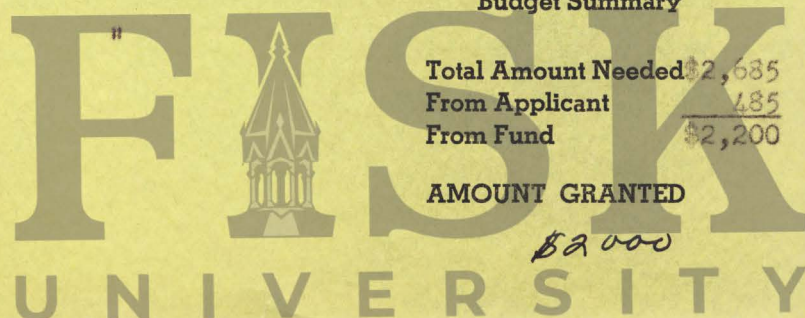 Budget Summary
"
Total Amount Needed $2,685
From Applicant 485
From Fund $2,200
AMOUNT GRANTED
$2000
FISK
UNIVERSITY